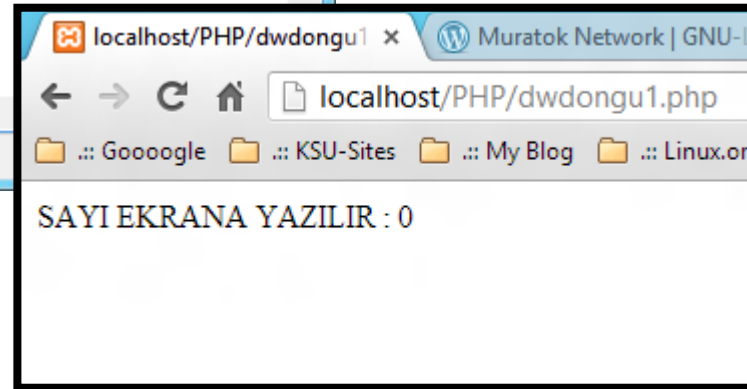 localhost/PHP/dwdongu1 × Muratok Network | GNU-
localhost/PHP/dwdongu1.php
.:: Goooogle .:: KSU-Sites .:: My Blog .:: Linux.or
SAYI EKRANA YAZILIR : 0